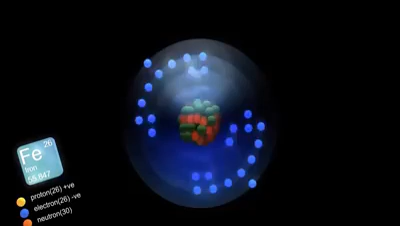 26
Fe
Iron
55.847
proton(26) +ve
electron(26) -ve
neutron(30)